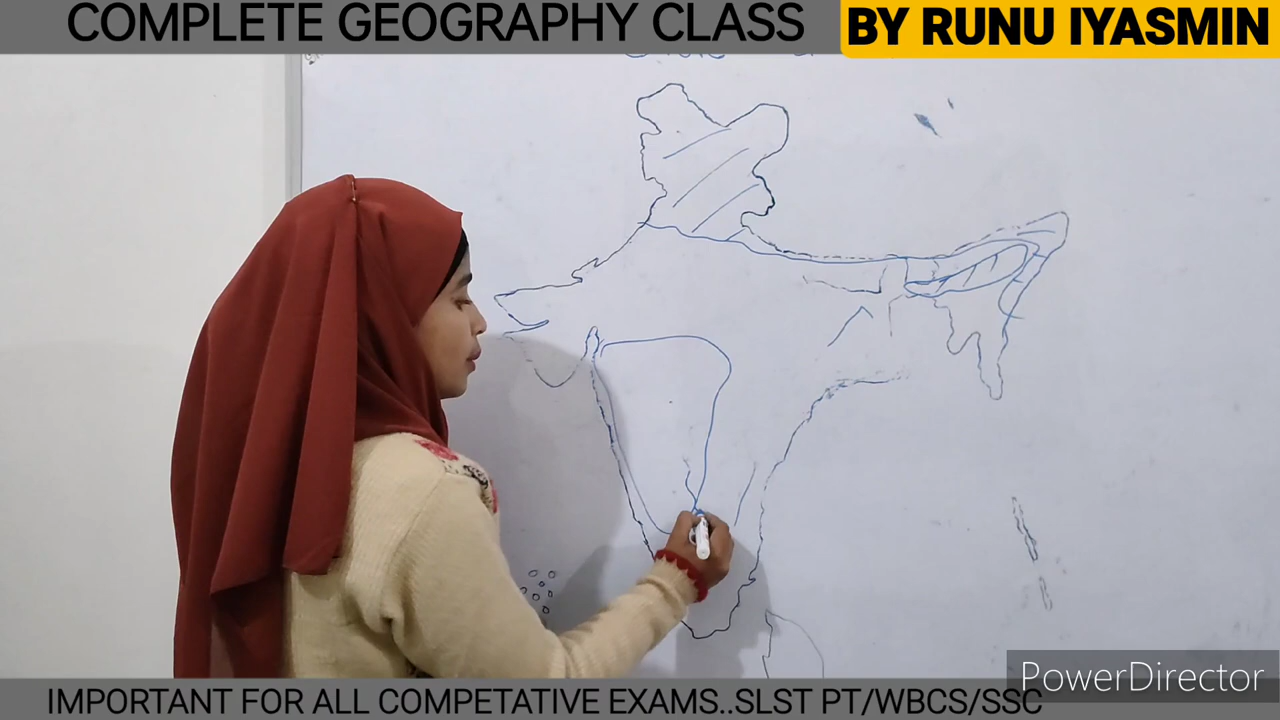 COMPLETE GEOGRAPHY CLASS
BY RUNU IYASMIN
PowerDirector
IMPORTANT FOR ALL COMPETATIVE EXAMS..SLST PT/WBCS/SSC